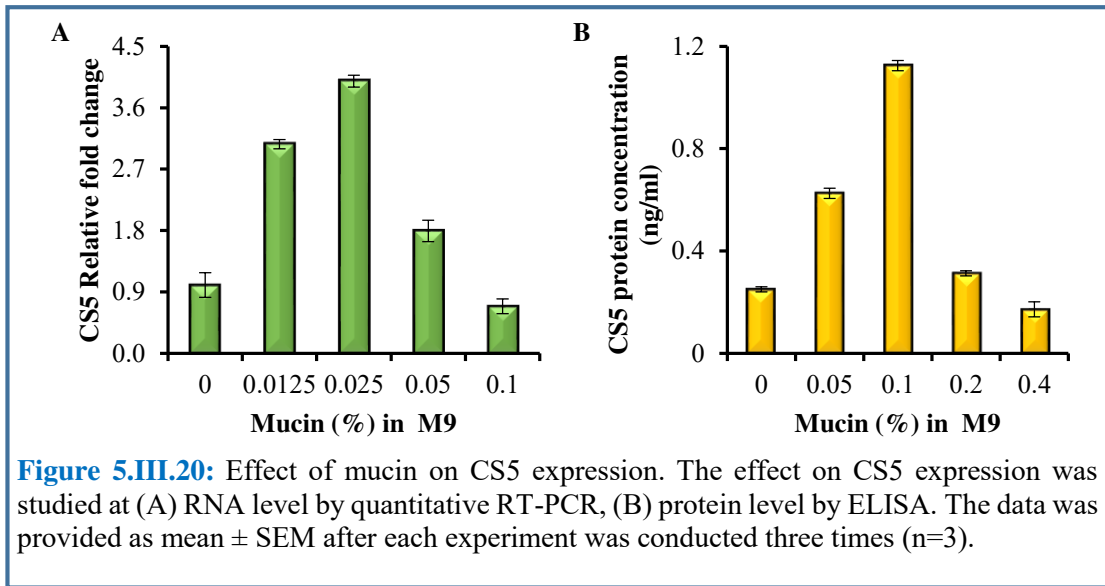 A
CS5 Relative fold change
4.5
3.6
2.7
1.8
0.9
0.0
0 0.0125 0.025 0.05 0.1
Mucin (%) in M9
B
CS5 protein concentration
(ng/ml)
1.2
0.8
0.4
0
0 0.05 0.1 0.2 0.4
Mucin (%) in M9
Figure 5.III.20: Effect of mucin on CS5 expression. The effect on CS5 expression was
studied at (A) RNA level by quantitative RT-PCR, (B) protein level by ELISA. The data was
provided as mean ± SEM after each experiment was conducted three times (n=3).